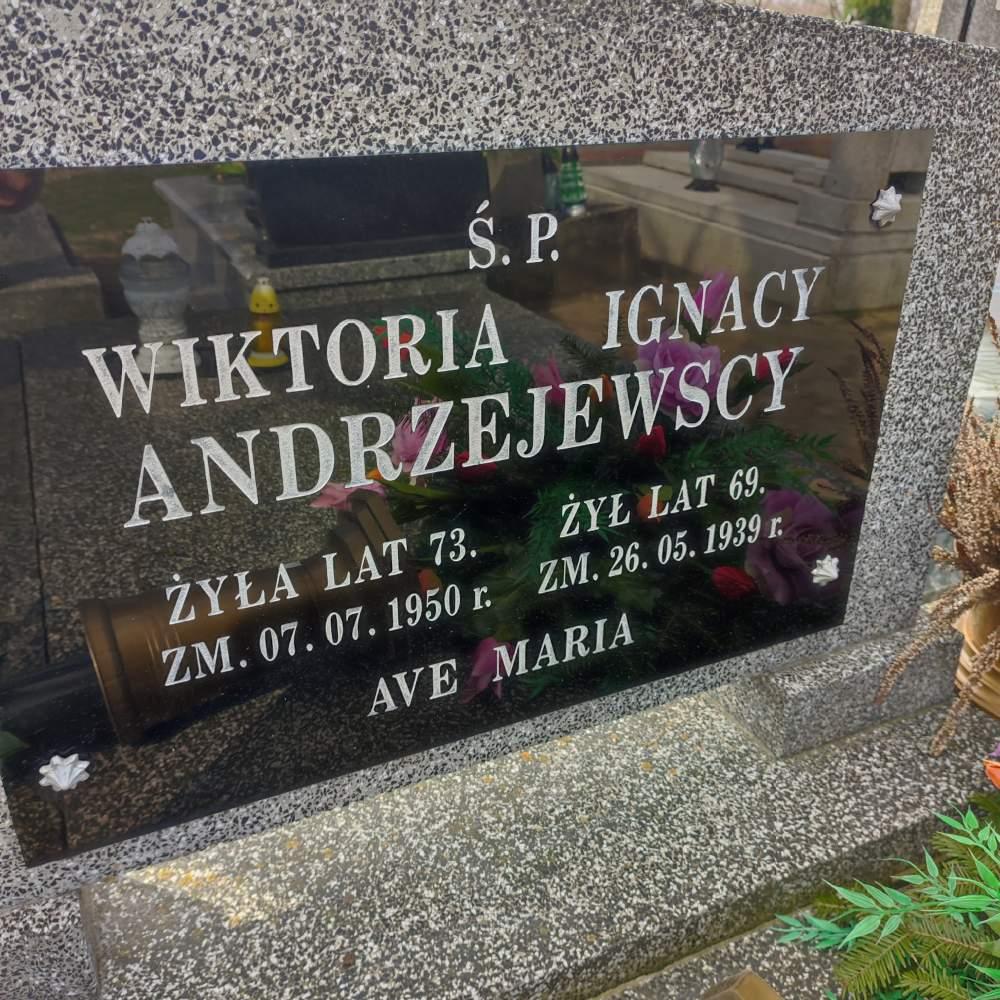 Ś. P.
WIKTORIA IGNACY
ANDRZEJEWSCY
ŻYŁA LAT 73. ŻYŁ LAT 69.
ZM. 07. 07. 1950 r. ZM. 26. 05. 1939 r.
AVE MARIA